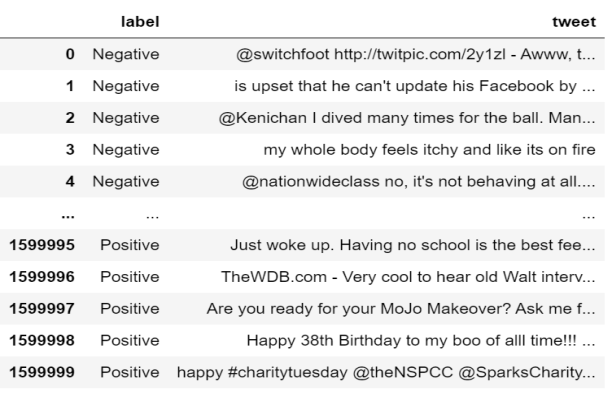 label tweet
0 Negative @switchfoot http://twitpic.com/2y1zl - Awww, t...
1 Negative is upset that he can't update his Facebook by ...
2 Negative @Kenichan I dived many times for the ball. Man...
3 Negative my whole body feels itchy and like its on fire
4 Negative @nationwideclass no, it's not behaving at all....
... ... ...
1599995 Positive Just woke up. Having no school is the best fee...
1599996 Positive TheWDB.com - Very cool to hear old Walt interv...
1599997 Positive Are you ready for your MoJo Makeover? Ask me f...
1599998 Positive Happy 38th Birthday to my boo of alll time!!! ...
1599999 Positive happy #charitytuesday @theNSPCC @SparksCharity...